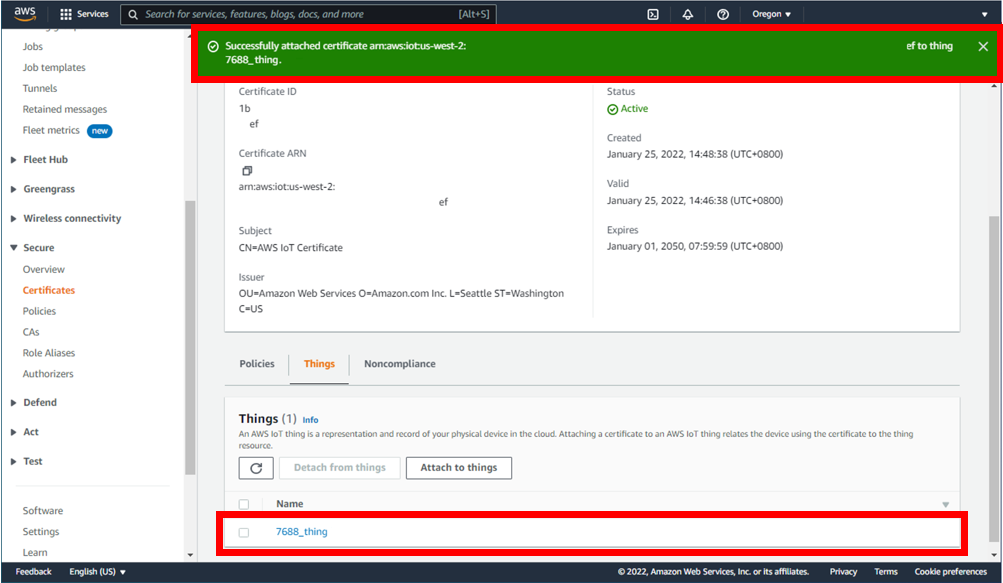 aws
Services
Search for services, features, blogs, docs, and more
[Alt+S]
Oregon
Successfully attached certificate arn:aws:iot:us-west-2: ef to thing
7688_thing.
Jobs
Job templates
Tunnels
Retained messages
Fleet metrics new
Fleet Hub
Greengrass
Wireless connectivity
Secure
Overview
Certificates
Policies
CAs
Role Aliases
Authorizers
Defend
Act
Test
Software
Settings
Learn
Certificate ID
1b
ef
Certificate ARN
arn:aws:iot:us-west-2:
ef
Subject
CN=AWS IoT Certificate
Issuer
OU=Amazon Web Services O=Amazon.com Inc. L=Seattle ST=Washington
C=US
Status
Active
Created
January 25, 2022, 14:48:38 (UTC+0800)
Valid
January 25, 2022, 14:46:38 (UTC+0800)
Expires
January 01, 2050, 07:59:59 (UTC+0800)
Policies Things Noncompliance
Things (1) Info
An AWS IoT thing is a representation and record of your physical device in the cloud. Attaching a certificate to an AWS IoT thing relates the device using the certificate to the thing
resource.
Detach from things Attach to things
Name
7688_thing
Feedback English (US) © 2022, Amazon Web Services, Inc. or its affiliates. Privacy Terms Cookie preferences